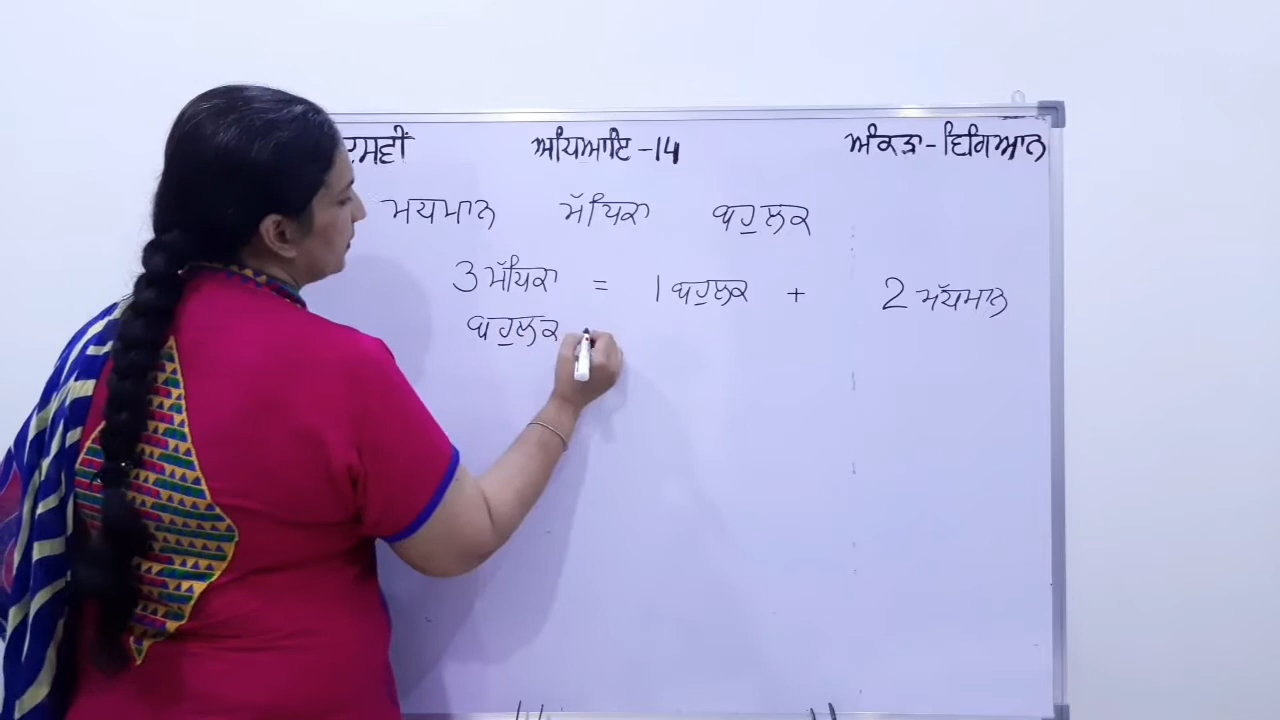 ਦਸਵੀਂ ਅਧਿਆਇ -14 ਅੰਕੜਾ - ਵਿਗਿਆਨ
ਮਧਮਾਨ ਮੱਧਿਕਾ ਬਹੁਲਕ
3 ਮੱਧਿਕਾ = 1 ਬਹੁਲਕ + 2 ਮੱਧਮਾਨ
ਬਹੁਲਕ